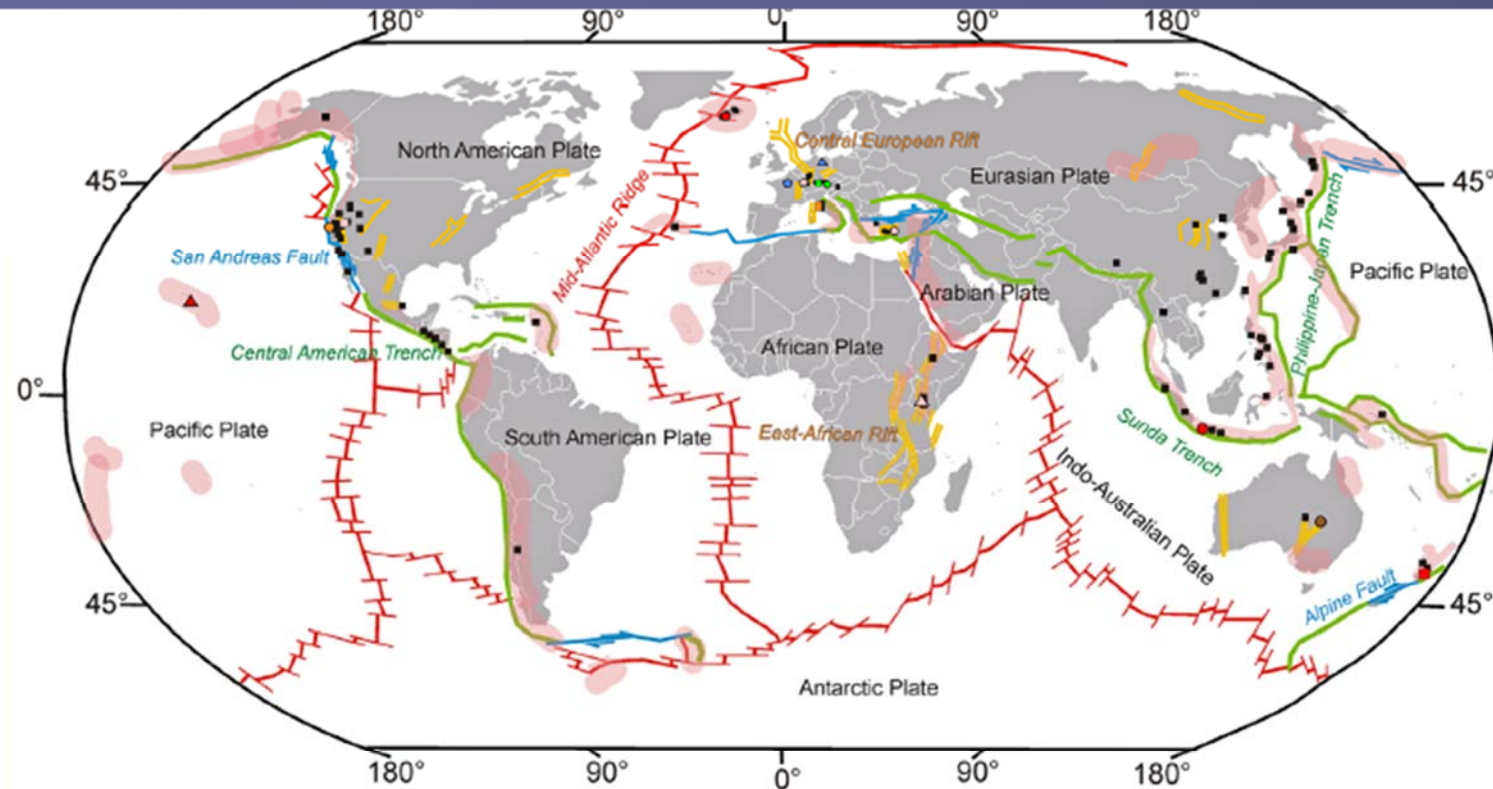 180°
90°
0°
90°
180°
Central European Rift
North American Plate
Eurasian Plate
45°
45°
Mid-Atlantic Ridge
San Andreas Fault
Philippine-Japan Trench
Pacific Plate
Arabian Plate
Central American Trench
African Plate
0°
Pacific Plate
South American Plate
East-African Rift
Sunda Trench
Indo-Australian Plate
45°
Alpine Fault
45°
Antarctic Plate
180°
90°
0°
90°
180°